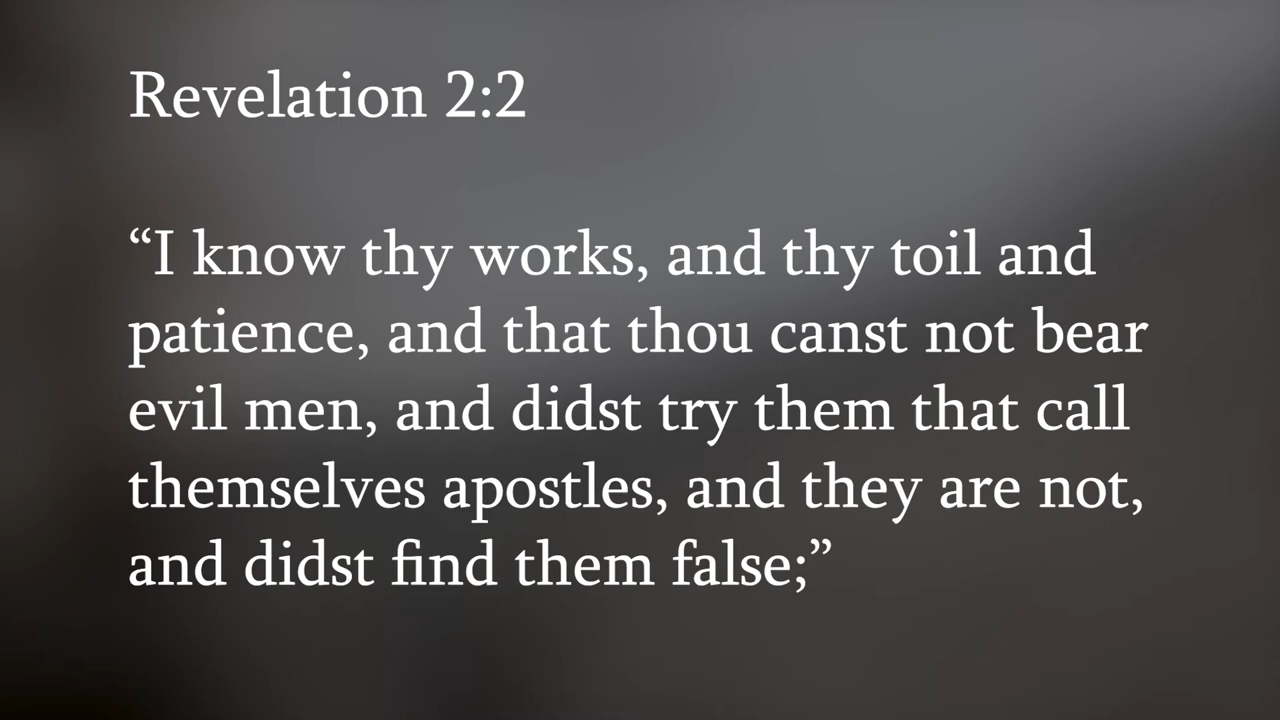 Revelation 2:2
“I know thy works, and thy toil and
patience, and that thou canst not bear
evil men, and didst try them that call
themselves apostles, and they are not,
and didst find them false;”